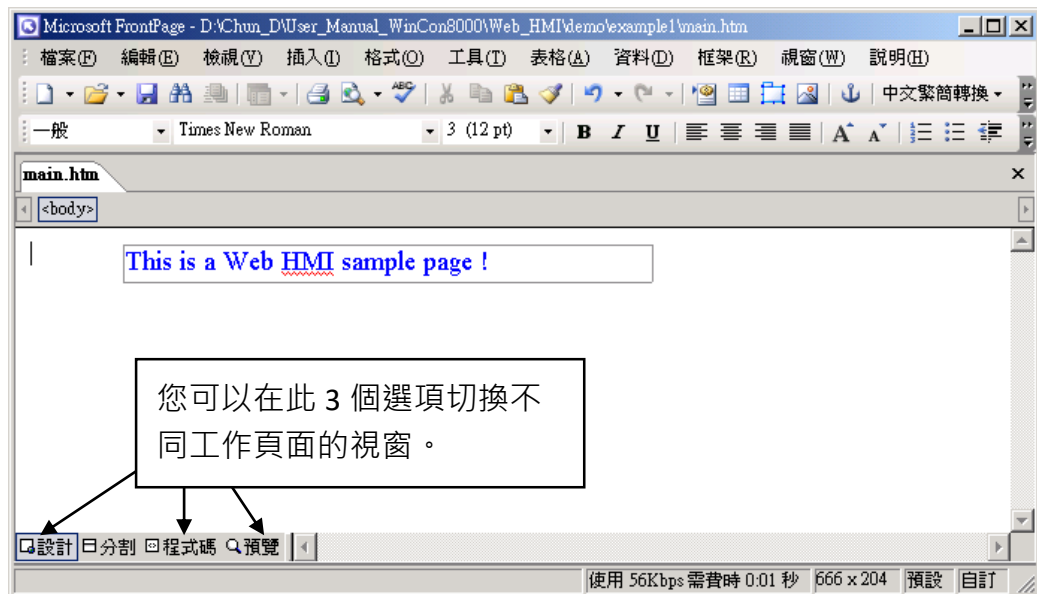 Microsoft FrontPage - D:\Chun_D\User_Manual_WinCon8000\Web_HMI\demo\example1\main.htm
檔案(F) 編輯(E) 檢視(V) 插入(I) 格式(O) 工具(T) 表格(A) 資料(D) 框架(R) 視窗(W) 說明(H)
中文繁簡轉換
一般 Times New Roman 3 (12 pt) B I U A A
main.htm
<body>
This is a Web HMI sample page !
您可以在此 3 個選項切換不
同工作頁面的視窗。
設計 分割 程式碼 預覽
使用 56Kbps 需費時 0:01 秒 666 x 204 預設 自訂